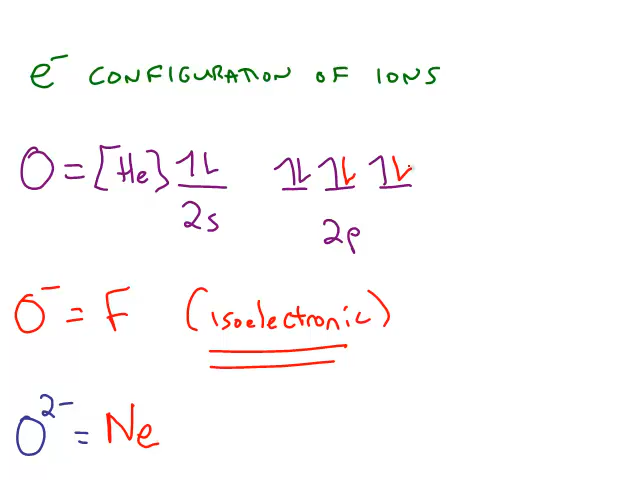 e⁻ CONFIGURATION OF IONS
O = [He} 1L 1L 1L 1L
2s 2p
O⁻ = F (isoelectronic)
O²⁻ = Ne